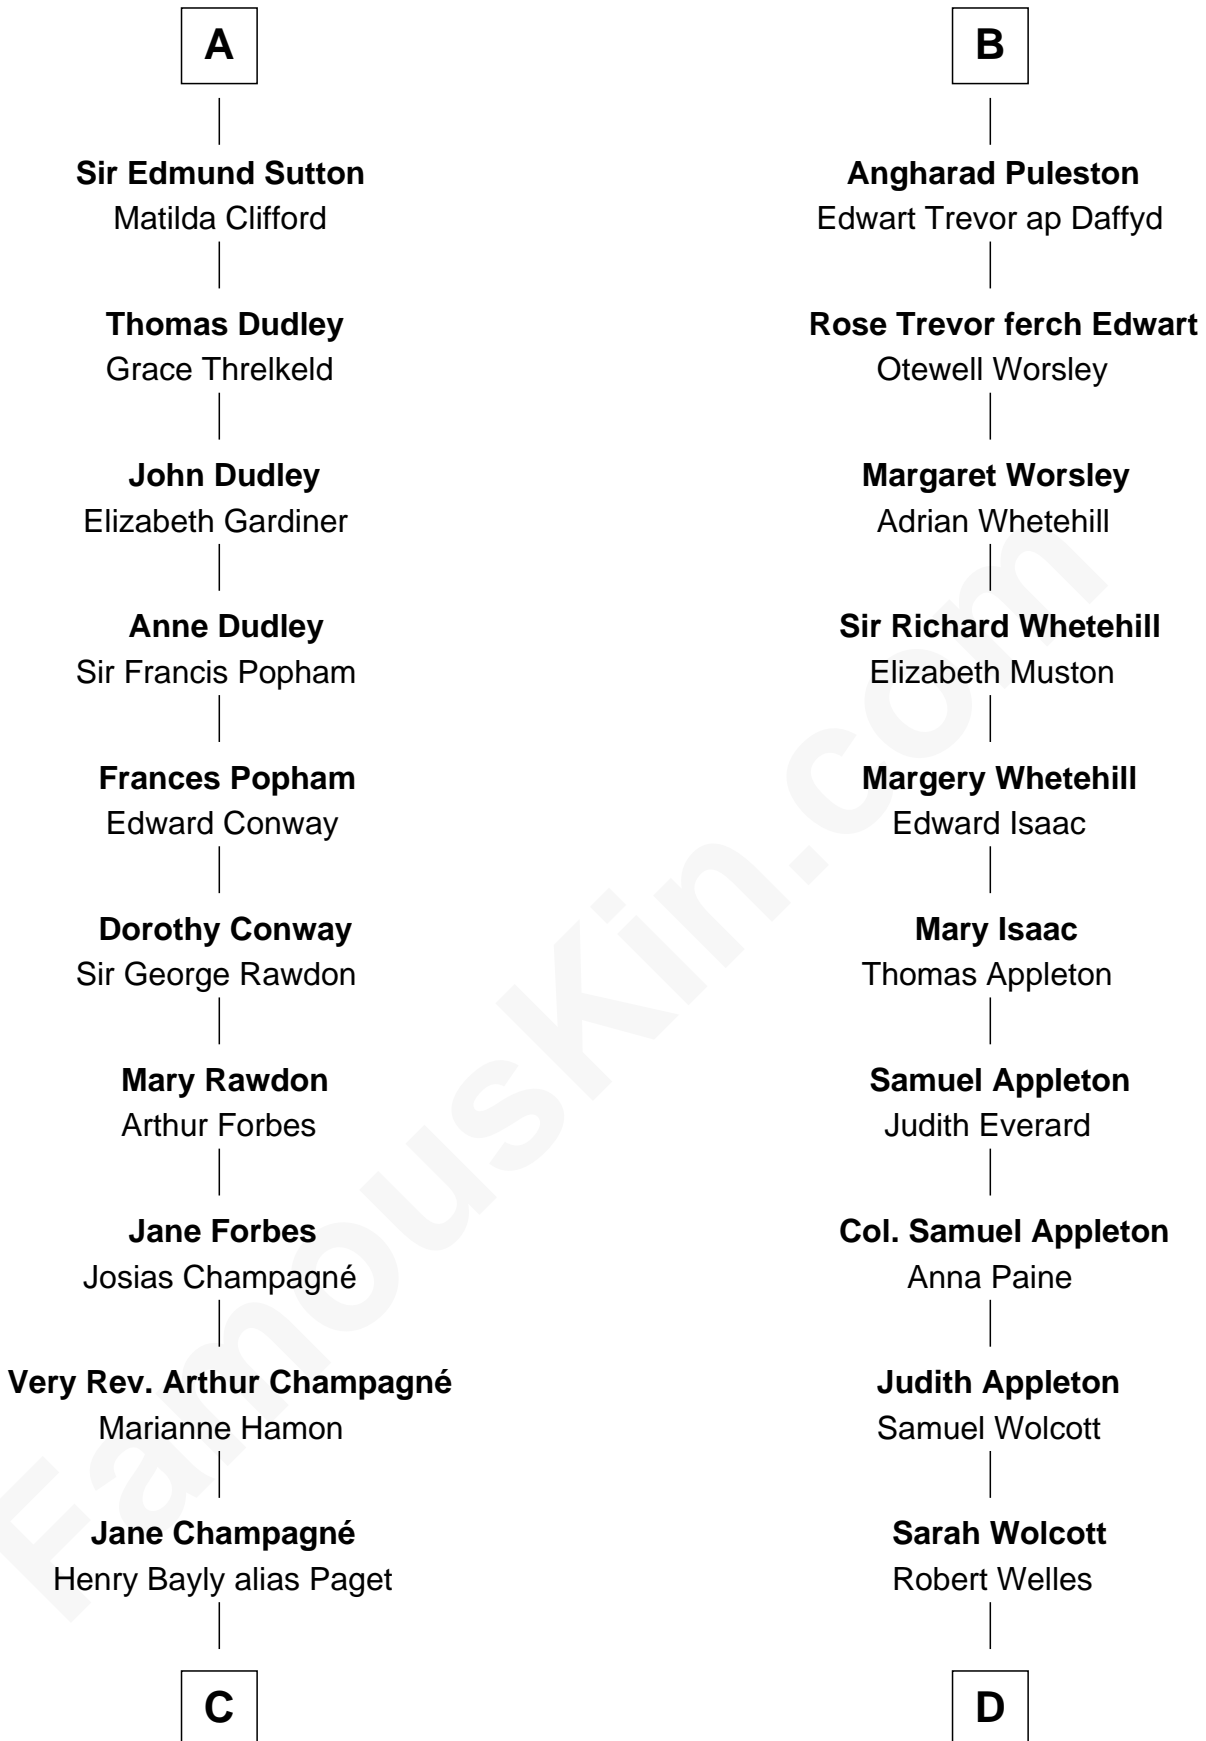 A
Sir Edmund Sutton
Matilda Clifford
Thomas Dudley
Grace Threlkeld
John Dudley
Elizabeth Gardiner
Anne Dudley
Sir Francis Popham
Frances Popham
Edward Conway
Dorothy Conway
Sir George Rawdon
Mary Rawdon
Arthur Forbes
Jane Forbes
Josias Champagné
Very Rev. Arthur Champagné
Marianne Hamon
Jane Champagné
Henry Bayly alias Paget
C
B
Angharad Puleston
Edwart Trevor ap Daffyd
Rose Trevor ferch Edwart
Otewell Worsley
Margaret Worsley
Adrian Whetehill
Sir Richard Whetehill
Elizabeth Muston
Margery Whetehill
Edward Isaac
Mary Isaac
Thomas Appleton
Samuel Appleton
Judith Everard
Col. Samuel Appleton
Anna Paine
Judith Appleton
Samuel Wolcott
Sarah Wolcott
Robert Welles
D
FamousKin.com